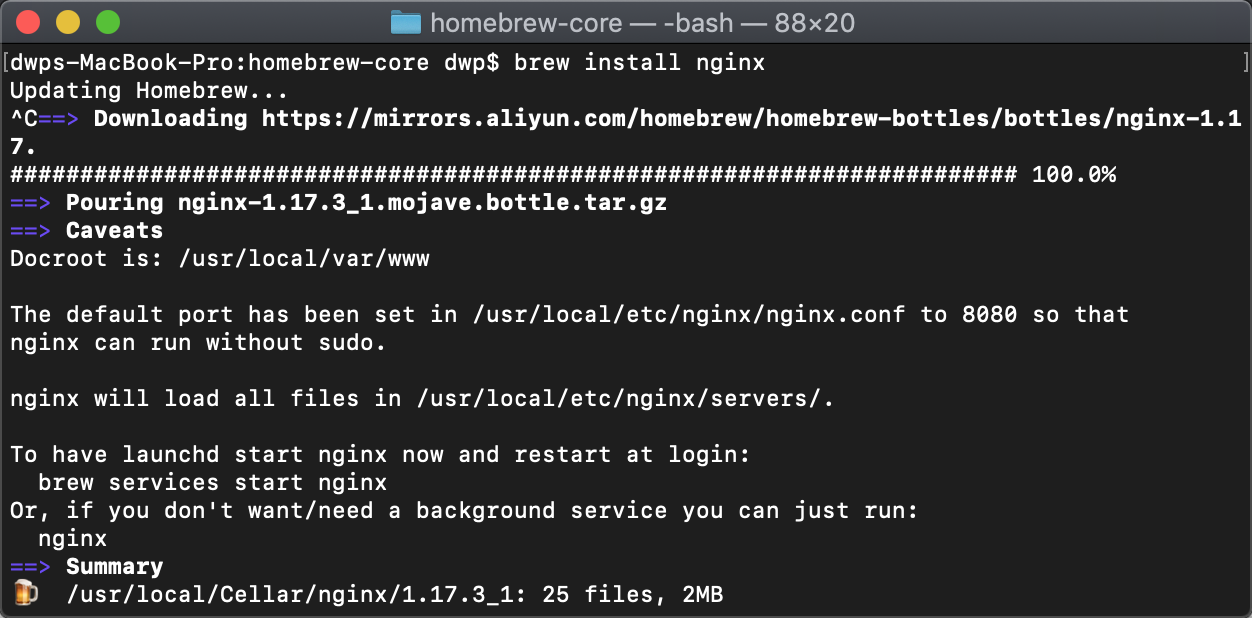 homebrew-core — -bash — 88×20
[dwps-MacBook-Pro:homebrew-core dwp$ brew install nginx ]
Updating Homebrew...
^C==> Downloading https://mirrors.aliyun.com/homebrew/homebrew-bottles/bottles/nginx-1.1
7.
######################################################################## 100.0%
==> Pouring nginx-1.17.3_1.mojave.bottle.tar.gz
==> Caveats
Docroot is: /usr/local/var/www
The default port has been set in /usr/local/etc/nginx/nginx.conf to 8080 so that
nginx can run without sudo.
nginx will load all files in /usr/local/etc/nginx/servers/.
To have launchd start nginx now and restart at login:
  brew services start nginx
Or, if you don't want/need a background service you can just run:
  nginx
==> Summary
🍺  /usr/local/Cellar/nginx/1.17.3_1: 25 files, 2MB